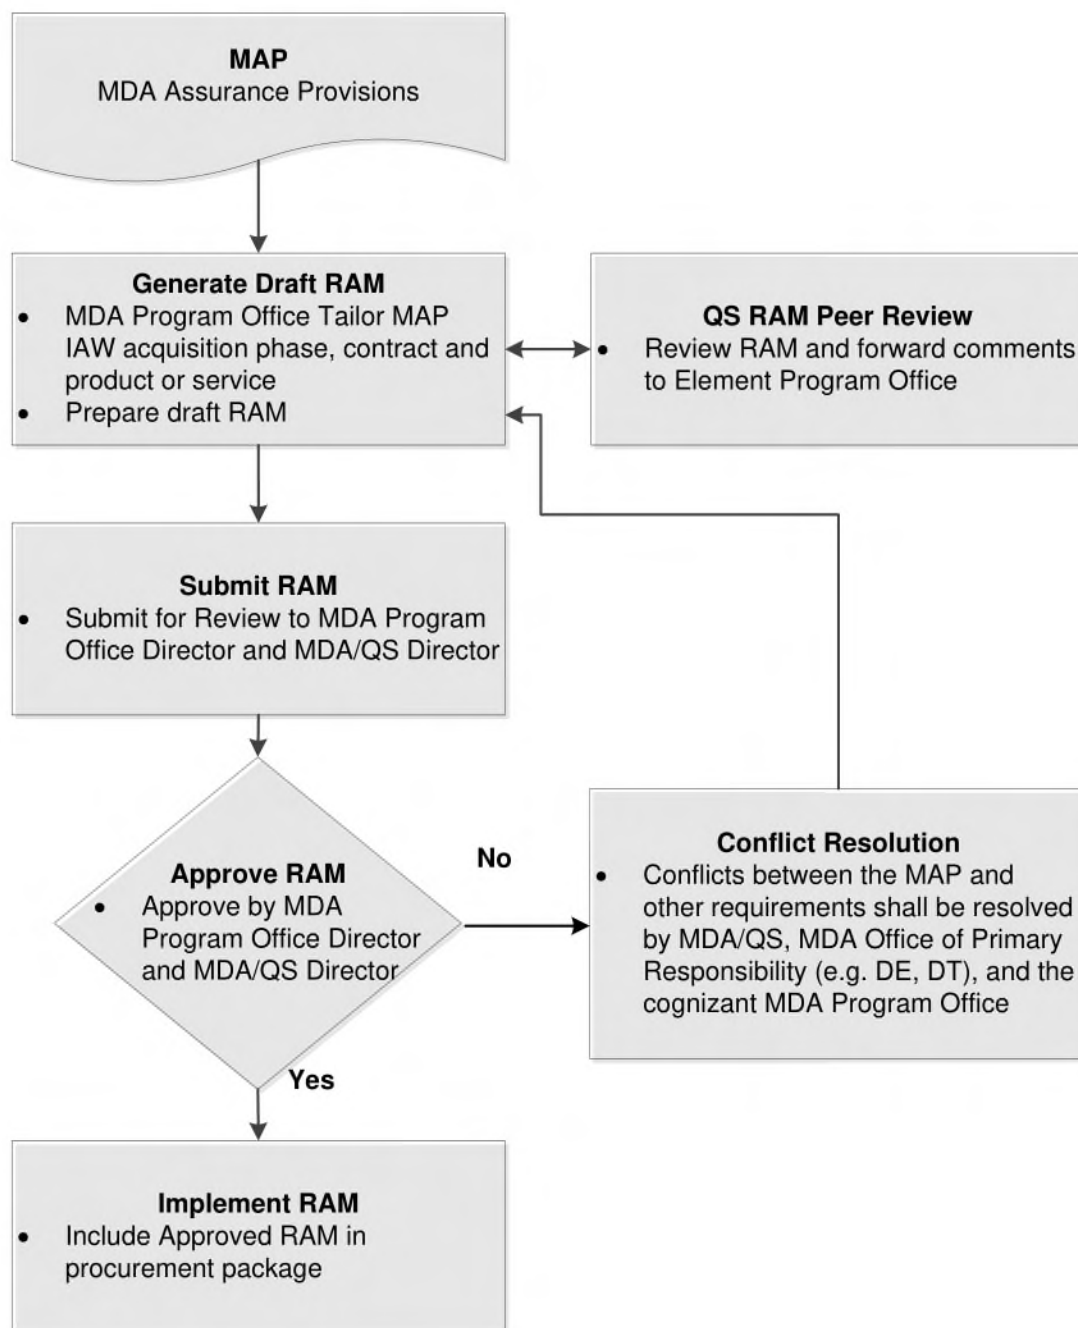 MAP
MDA Assurance Provisions
Generate Draft RAM
• MDA Program Office Tailor MAP
IAW acquisition phase, contract and
product or service
• Prepare draft RAM
QS RAM Peer Review
• Review RAM and forward comments
to Element Program Office
Submit RAM
• Submit for Review to MDA Program
Office Director and MDA/QS Director
Approve RAM
• Approve by MDA
Program Office Director
and MDA/QS Director
No
Conflict Resolution
• Conflicts between the MAP and
other requirements shall be resolved
by MDA/QS, MDA Office of Primary
Responsibility (e.g. DE, DT), and the
cognizant MDA Program Office
Yes
Implement RAM
• Include Approved RAM in
procurement package